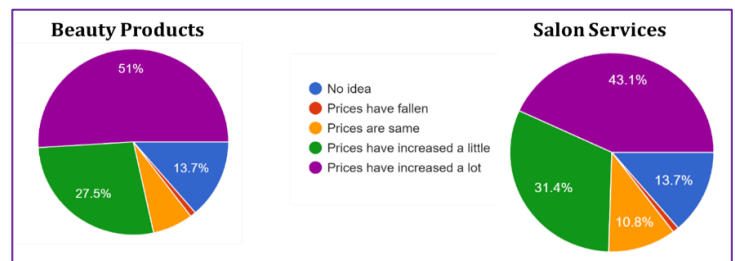 Beauty Products
51%
13.7%
27.5%
No idea
Prices have fallen
Prices are same
Prices have increased a little
Prices have increased a lot
Salon Services
43.1%
13.7%
31.4%
10.8%